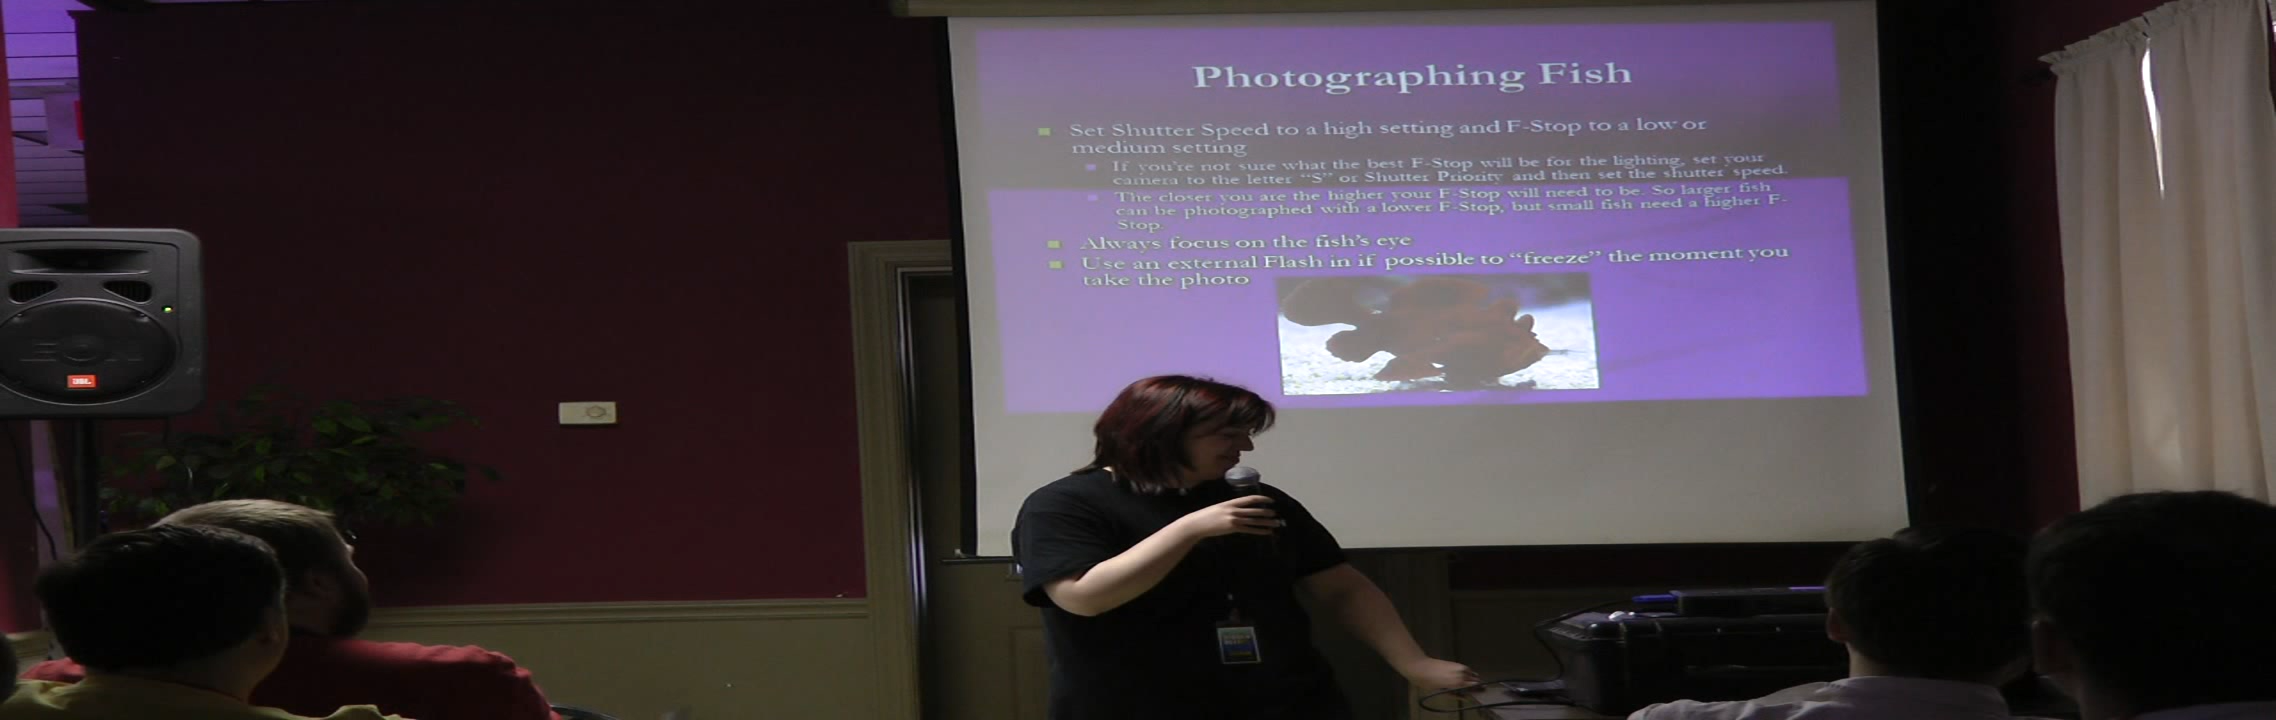 Photographing Fish
Set Shutter Speed to a high setting and F-Stop to a low or
medium setting
If you're not sure what the best F-Stop will be for the lighting, set your
camera to the letter "S" or Shutter Priority and then set the shutter speed.
The closer you are the higher your F-Stop will need to be. So larger fish
can be photographed with a lower F-Stop, but small fish need a higher F-
Stop.
Always focus on the fish's eye
Use an external Flash in if possible to "freeze" the moment you
take the photo
EON
JBL